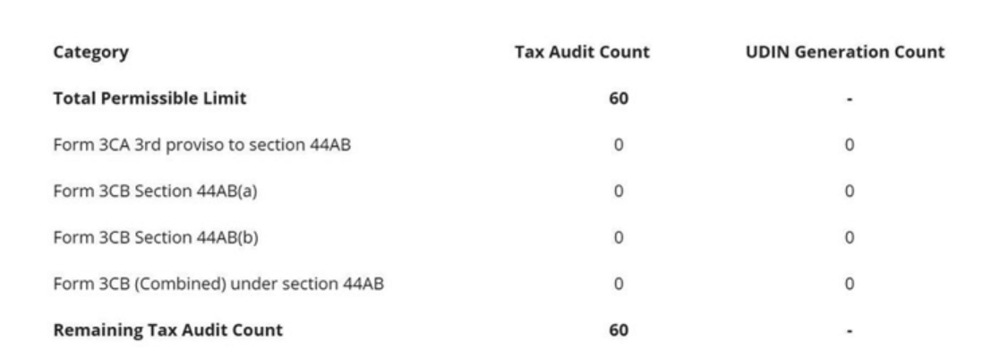 Category Tax Audit Count UDIN Generation Count
Total Permissible Limit 60 -
Form 3CA 3rd proviso to section 44AB 0 0
Form 3CB Section 44AB(a) 0 0
Form 3CB Section 44AB(b) 0 0
Form 3CB (Combined) under section 44AB 0 0
Remaining Tax Audit Count 60 -